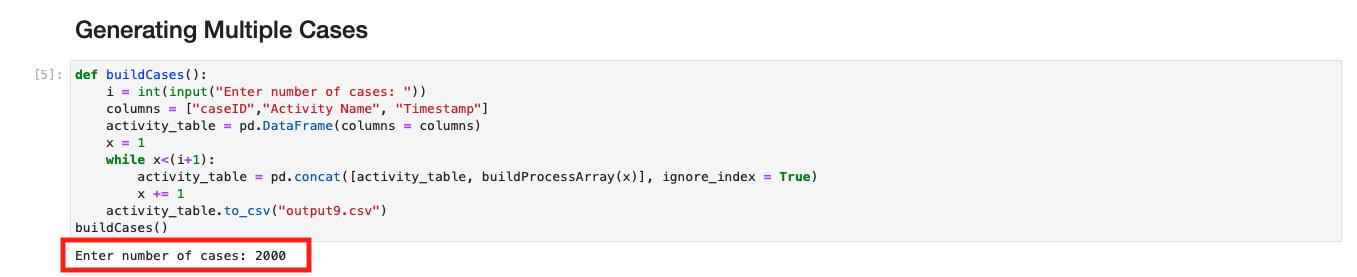 Generating Multiple Cases
[5]: def buildCases():
    i = int(input("Enter number of cases: "))
    columns = ["caseID","Activity Name", "Timestamp"]
    activity_table = pd.DataFrame(columns = columns)
    x = 1
    while x<(i+1):
        activity_table = pd.concat([activity_table, buildProcessArray(x)], ignore_index = True)
        x += 1
    activity_table.to_csv("output9.csv")
buildCases()
Enter number of cases: 2000